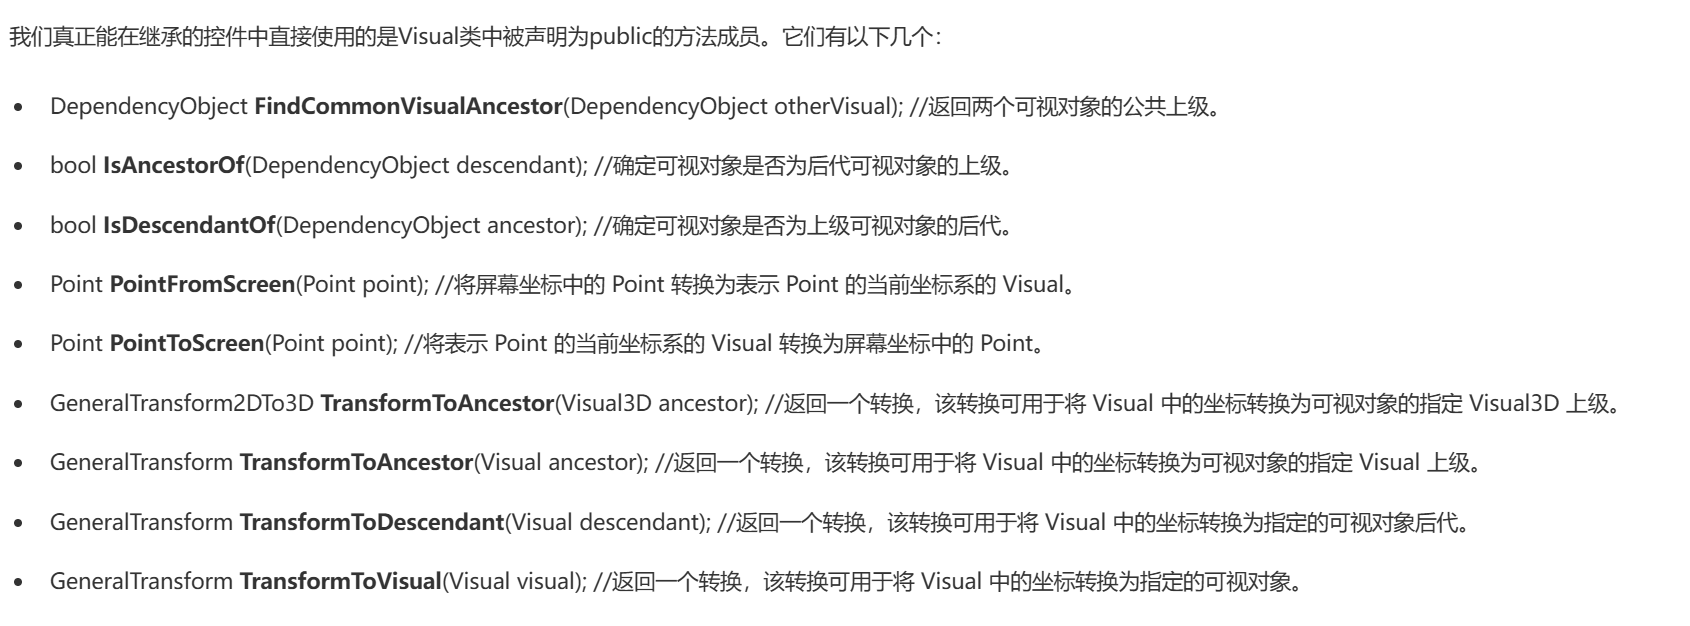 我们真正能在继承的控件中直接使用的是Visual类中被声明为public的方法成员。它们有以下几个：
• DependencyObject FindCommonVisualAncestor(DependencyObject otherVisual); //返回两个可视对象的公共上级。
• bool IsAncestorOf(DependencyObject descendant); //确定可视对象是否为后代可视对象的上级。
• bool IsDescendantOf(DependencyObject ancestor); //确定可视对象是否为上级可视对象的后代。
• Point PointFromScreen(Point point); //将屏幕坐标中的 Point 转换为表示 Point 的当前坐标系的 Visual。
• Point PointToScreen(Point point); //将表示 Point 的当前坐标系的 Visual 转换为屏幕坐标中的 Point。
• GeneralTransform2DTo3D TransformToAncestor(Visual3D ancestor); //返回一个转换，该转换可用于将 Visual 中的坐标转换为可视对象的指定 Visual3D 上级。
• GeneralTransform TransformToAncestor(Visual ancestor); //返回一个转换，该转换可用于将 Visual 中的坐标转换为可视对象的指定 Visual 上级。
• GeneralTransform TransformToDescendant(Visual descendant); //返回一个转换，该转换可用于将 Visual 中的坐标转换为指定的可视对象后代。
• GeneralTransform TransformToVisual(Visual visual); //返回一个转换，该转换可用于将 Visual 中的坐标转换为指定的可视对象。